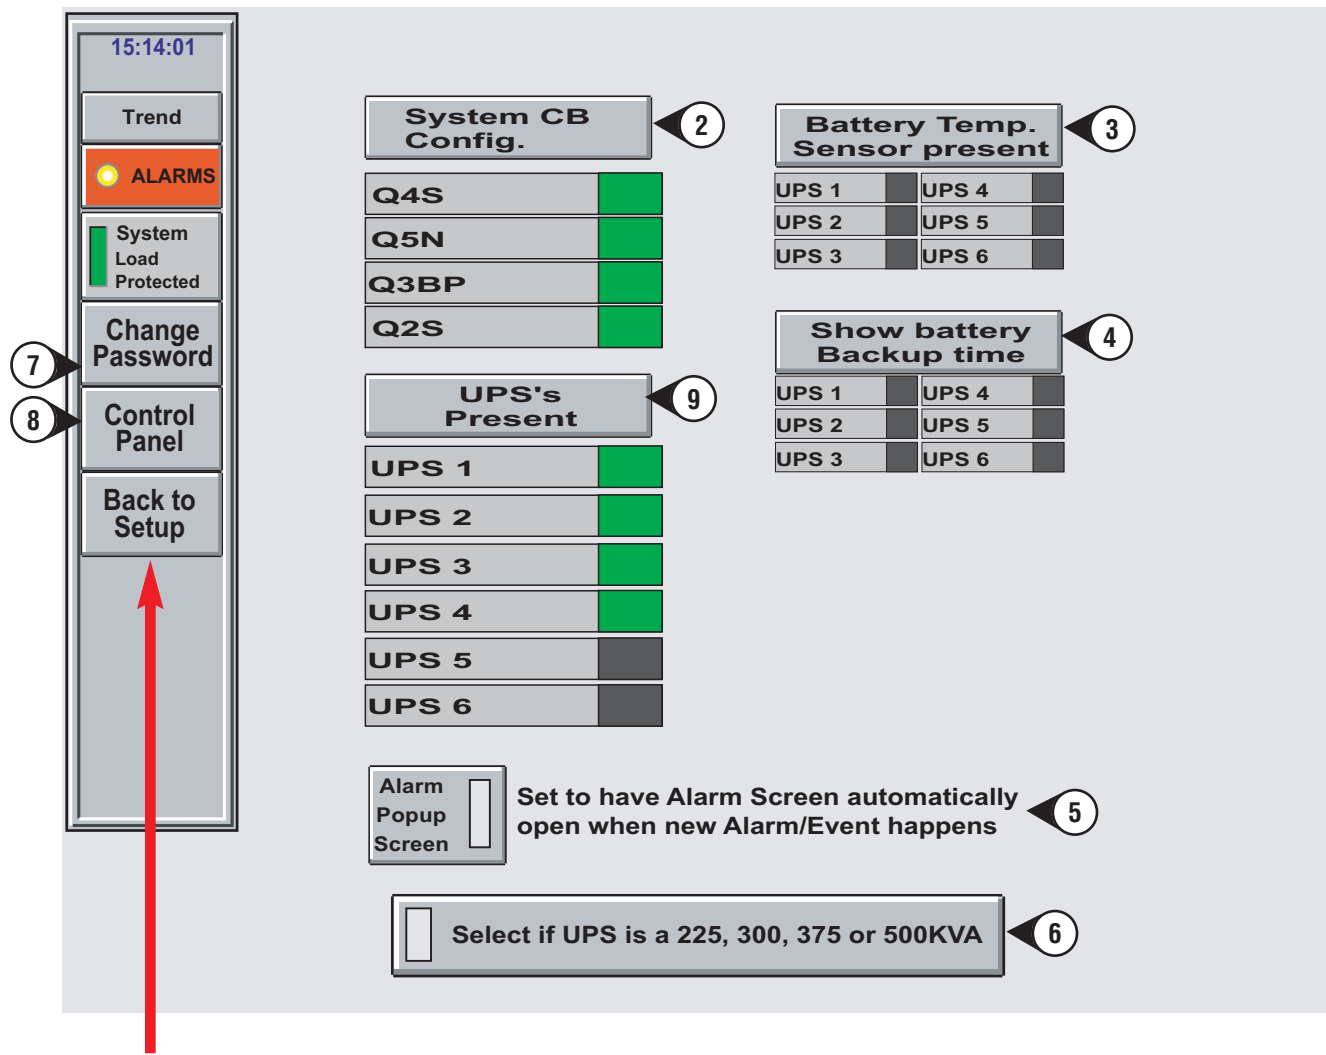 15:14:01
Trend
ALARMS
System
Load
Protected
Change
Password
7
Control
Panel
8
Back to
Setup
System CB
Config.
2
Q4S
Q5N
Q3BP
Q2S
UPS's
Present
9
UPS 1
UPS 2
UPS 3
UPS 4
UPS 5
UPS 6
Battery Temp.
Sensor present
3
UPS 1 UPS 4
UPS 2 UPS 5
UPS 3 UPS 6
Show battery
Backup time
4
UPS 1 UPS 4
UPS 2 UPS 5
UPS 3 UPS 6
Alarm
Popup
Screen
Set to have Alarm Screen automatically
open when new Alarm/Event happens
5
Select if UPS is a 225, 300, 375 or 500KVA
6